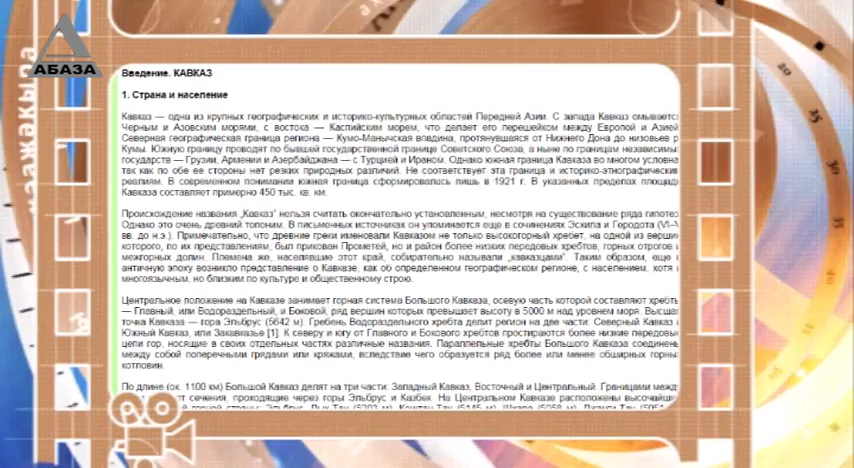 АБАЗА
Введение. КАВКАЗ
1. Страна и население
Кавказ — одна из крупных географических и историко-культурных областей Передней Азии. С запада Кавказ омывается
Черным и Азовским морями, с востока — Каспийским морем, что делает его перешейком между Европой и Азией
Северная географическая граница региона — Кумо-Манычская впадина, протянувшаяся от Нижнего Дона до низовьев р
Кумы. Южную границу проводят по бывшей государственной границе Советского Союза, а ныне по границам независимы
государств — Грузии, Армении и Азербайджана — с Турцией и Ираном. Однако южная граница Кавказа во многом условна
так как по обе ее стороны нет резких природных различий. Не соответствует эта граница и историко-этнографическим
реалиям. В современном понимании южная граница сформировалась лишь в 1921 г. В указанных пределах площадь
Кавказа составляет примерно 450 тыс. кв. км.
Происхождение названия „Кавказ" нельзя считать окончательно установленным, несмотря на существование ряда гипотез
Однако это очень древний топоним. В письменных источниках он упоминается еще в сочинениях Эсхила и Геродота (VI–V
вв. до н.э.). Примечательно, что древние греки именовали Кавказом не только высокогорный хребет, на одной из вершин
которого, по их представлениям, был прикован Прометей, но и район более низких передовых хребтов, горных отрогов и
межгорных долин. Племена же, населявшие этот край, собирательно называли „кавказцами". Таким образом, еще в
античную эпоху возникло представление о Кавказе, как об определенном географическом регионе, с населением, хотя и
многоязычным, но близким по культуре и общественному строю.
Центральное положение на Кавказе занимает горная система Большого Кавказа, осевую часть которой составляют хребты
— Главный, или Водораздельный, и Боковой, ряд вершин которых превышает высоту в 5000 м над уровнем моря. Высшая
точка Кавказа — гора Эльбрус (5642 м). Гребень Водораздельного хребта делит регион на две части: Северный Кавказ и
Южный Кавказ, или Закавказье [1]. К северу и югу от Главного и Бокового хребтов простираются более низкие передовые
цепи гор, носящие в своих отдельных частях различные названия. Параллельные хребты Большого Кавказа соединены
между собой поперечными грядами или кряжами, вследствие чего образуется ряд более или менее обширных горных
котловин.
По длине (ок. 1100 км) Большой Кавказ делят на три части: Западный Кавказ, Восточный и Центральный. Границами между
сечения, проходящие через горы Эльбрус и Казбек. На Центральном Кавказе расположены высочайшие
горной страны: Эльбрус, Дых-Тау (5203 м), Коштан-Тау (5145 м), Шхара (5058 м), Джанги-Тау (5051